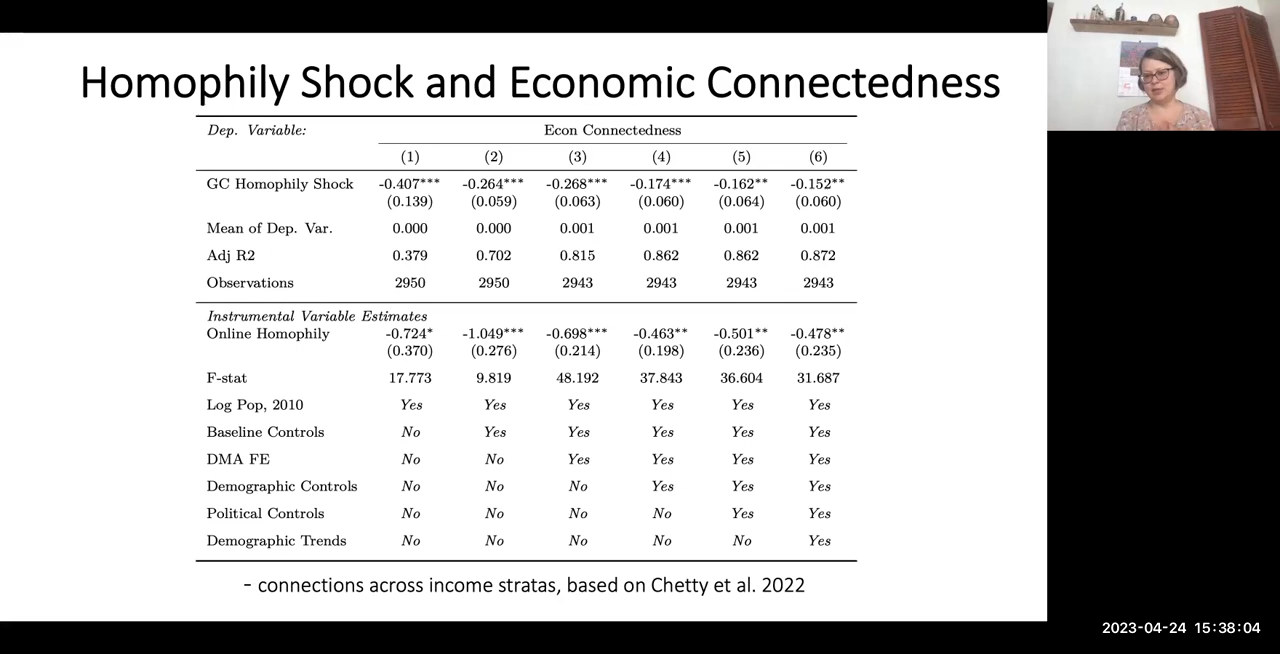 Homophily Shock and Economic Connectedness
Dep. Variable: Econ Connectedness
(1) (2) (3) (4) (5) (6)
GC Homophily Shock -0.407*** -0.264*** -0.268*** -0.174*** -0.162** -0.152**
(0.139) (0.059) (0.063) (0.060) (0.064) (0.060)
Mean of Dep. Var. 0.000 0.000 0.001 0.001 0.001 0.001
Adj R2 0.379 0.702 0.815 0.862 0.862 0.872
Observations 2950 2950 2943 2943 2943 2943
Instrumental Variable Estimates
Online Homophily -0.724* -1.049*** -0.698*** -0.463** -0.501** -0.478**
(0.370) (0.276) (0.214) (0.198) (0.236) (0.235)
F-stat 17.773 9.819 48.192 37.843 36.604 31.687
Log Pop, 2010 Yes Yes Yes Yes Yes Yes
Baseline Controls No Yes Yes Yes Yes Yes
DMA FE No No Yes Yes Yes Yes
Demographic Controls No No No Yes Yes Yes
Political Controls No No No No Yes Yes
Demographic Trends No No No No No Yes
- connections across income stratas, based on Chetty et al. 2022
2023-04-24 15:38:04